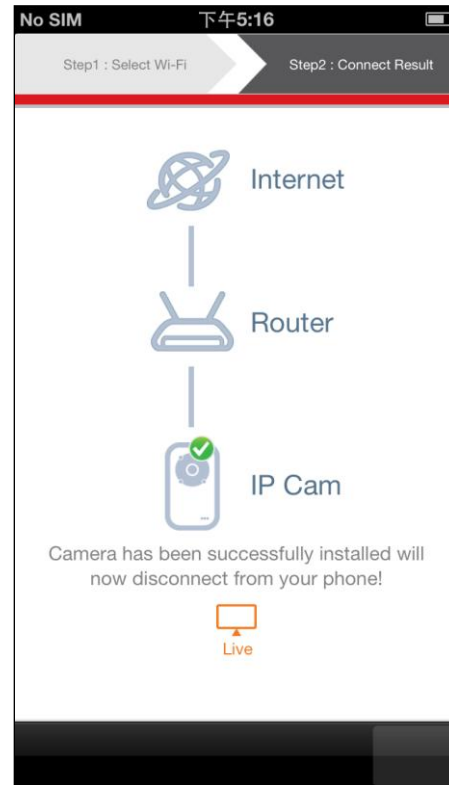 No SIM 下午5:16
Step1 : Select Wi-Fi Step2 : Connect Result
Internet
Router
IP Cam
Camera has been successfully installed will
now disconnect from your phone!
Live